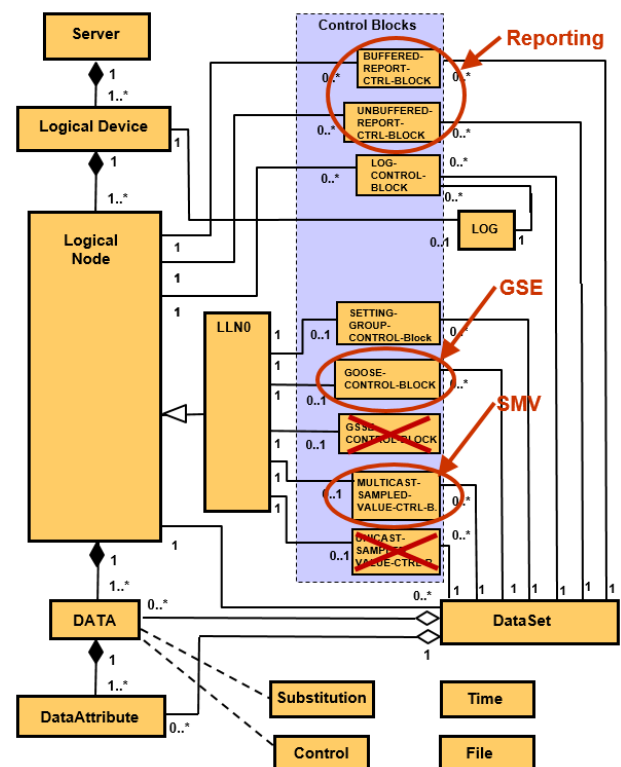 Control Blocks
Server
Reporting
BUFFERED-
REPORT-
CTRL-BLOCK
1
0..*
0..*
1..*
UNBUFFERED-
REPORT-
CTRL-BLOCK
Logical Device
0..*
0..*
1
1
LOG-
CONTROL-
BLOCK
0..*
0..*
1..*
0..*
LOG
0..1
1
Logical
Node
1
1
1
GSE
SETTING-
GROUP-
CONTROL-Block
LLN0
1
0..1
0..*
1
GOOSE-
CONTROL-BLOCK
0..*
1
0..1
SMV
GSSE-
CONTROL-BLOCK
1
0..1
MULTICAST-
SAMPLED-
VALUE-CTRL-B.
1
0..1
0..*
1
UNICAST-
SAMPLED-
VALUE-CTRL-B.
0..*
1
0..1
1
1..*
1
1
1
1
1
1
1
0..*
0..*
DATA
DataSet
1
1
1..*
Substitution
Time
DataAttribute
0..*
Control
File